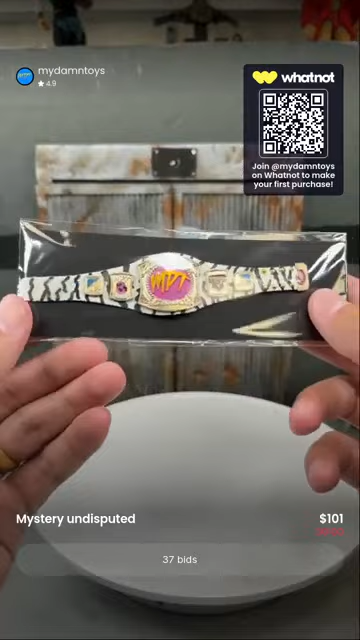 mydamntoys
★ 4.9
whatnot
Join @mydamntoys
on Whatnot to make
your first purchase!
MDT
Mystery undisputed
$101
37 bids